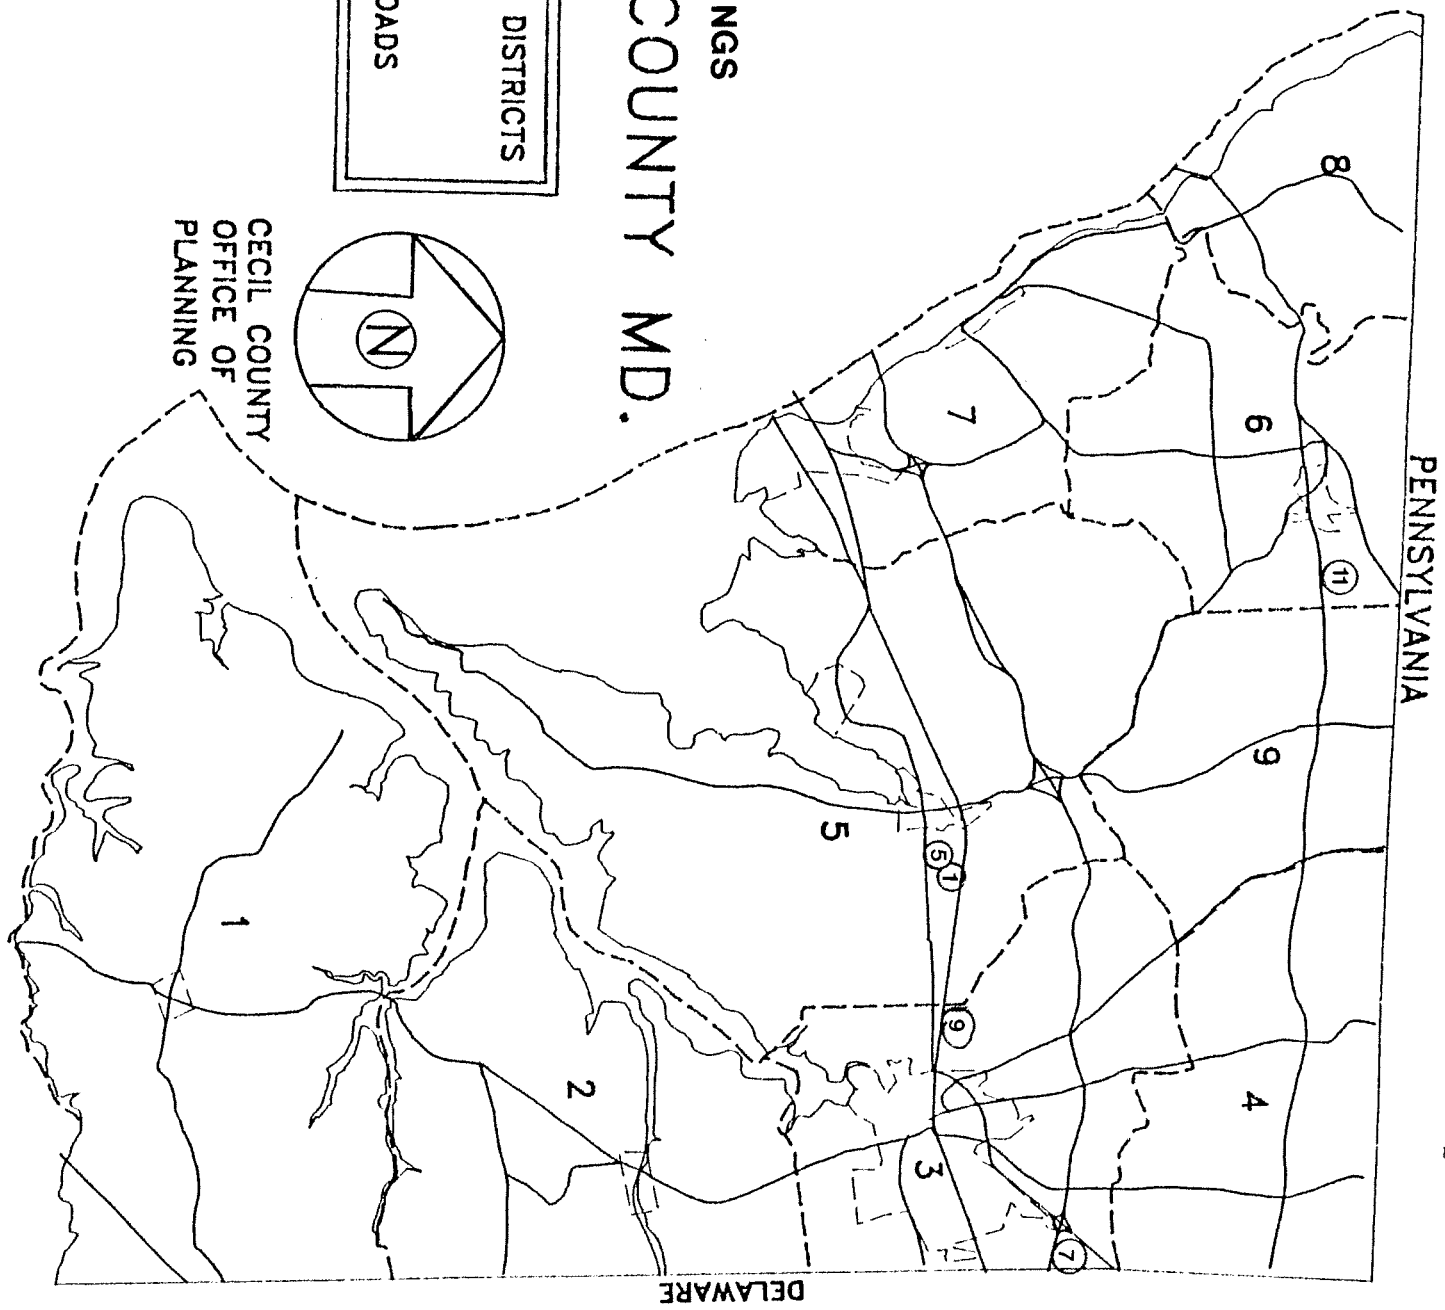 NGS
COUNTY MD.
DISTRICTS
OADS
N
CECIL COUNTY
OFFICE OF
PLANNING
PENNSYLVANIA
DELAWARE
8
6
7
11
9
5
5
1
9
4
3
7
2
1